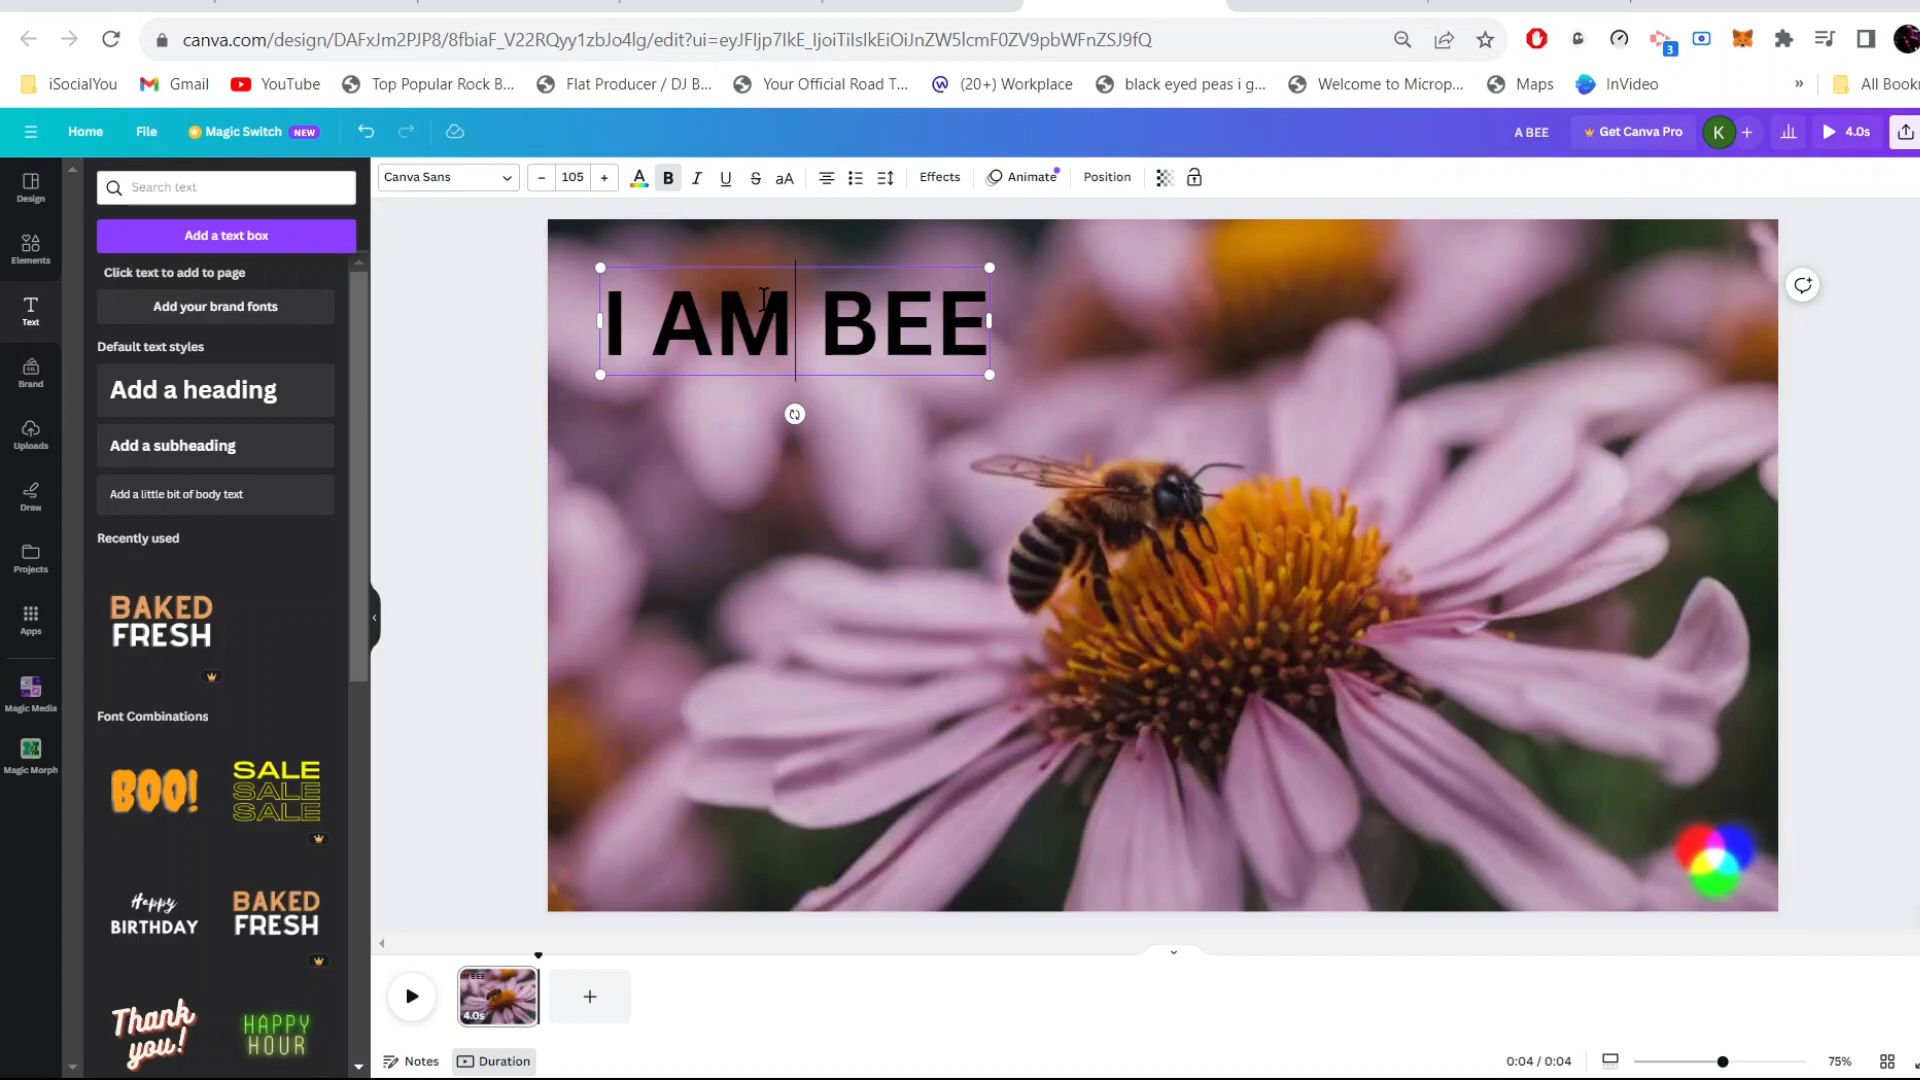 canva.com/design/DAFxJm2PJP8/8fbiaF_V22RQyy1zbJo4lg/edit?ui=eyJFIjp7IkE_IjoiTiIsIkEiOiJnZW5lcmF0ZV9pbWFnZSJ9fQ
3
iSocialYou
Gmail
YouTube
Top Popular Rock B...
Flat Producer / DJ B...
Your Official Road T...
(20+) Workplace
black eyed peas i g...
Welcome to Microp...
Maps
InVideo
»
All Book
Home
File
Magic Switch NEW
A BEE
Get Canva Pro
K
+
4.0s
Canva Sans
– 105 +
A
B
I
U
S
aA
Effects
Animate
Position
Design
Elements
Text
Brand
Uploads
Draw
Projects
Apps
Magic Media
Magic Morph
Search text
Add a text box
Click text to add to page
Add your brand fonts
Default text styles
Add a heading
Add a subheading
Add a little bit of body text
Recently used
BAKED
FRESH
Font Combinations
BOO!
SALE
SALE
SALE
Happy
BIRTHDAY
BAKED
FRESH
Thank
you!
HAPPY
HOUR
I AM BEE
4.0s
+
Notes
Duration
0:04 / 0:04
75%